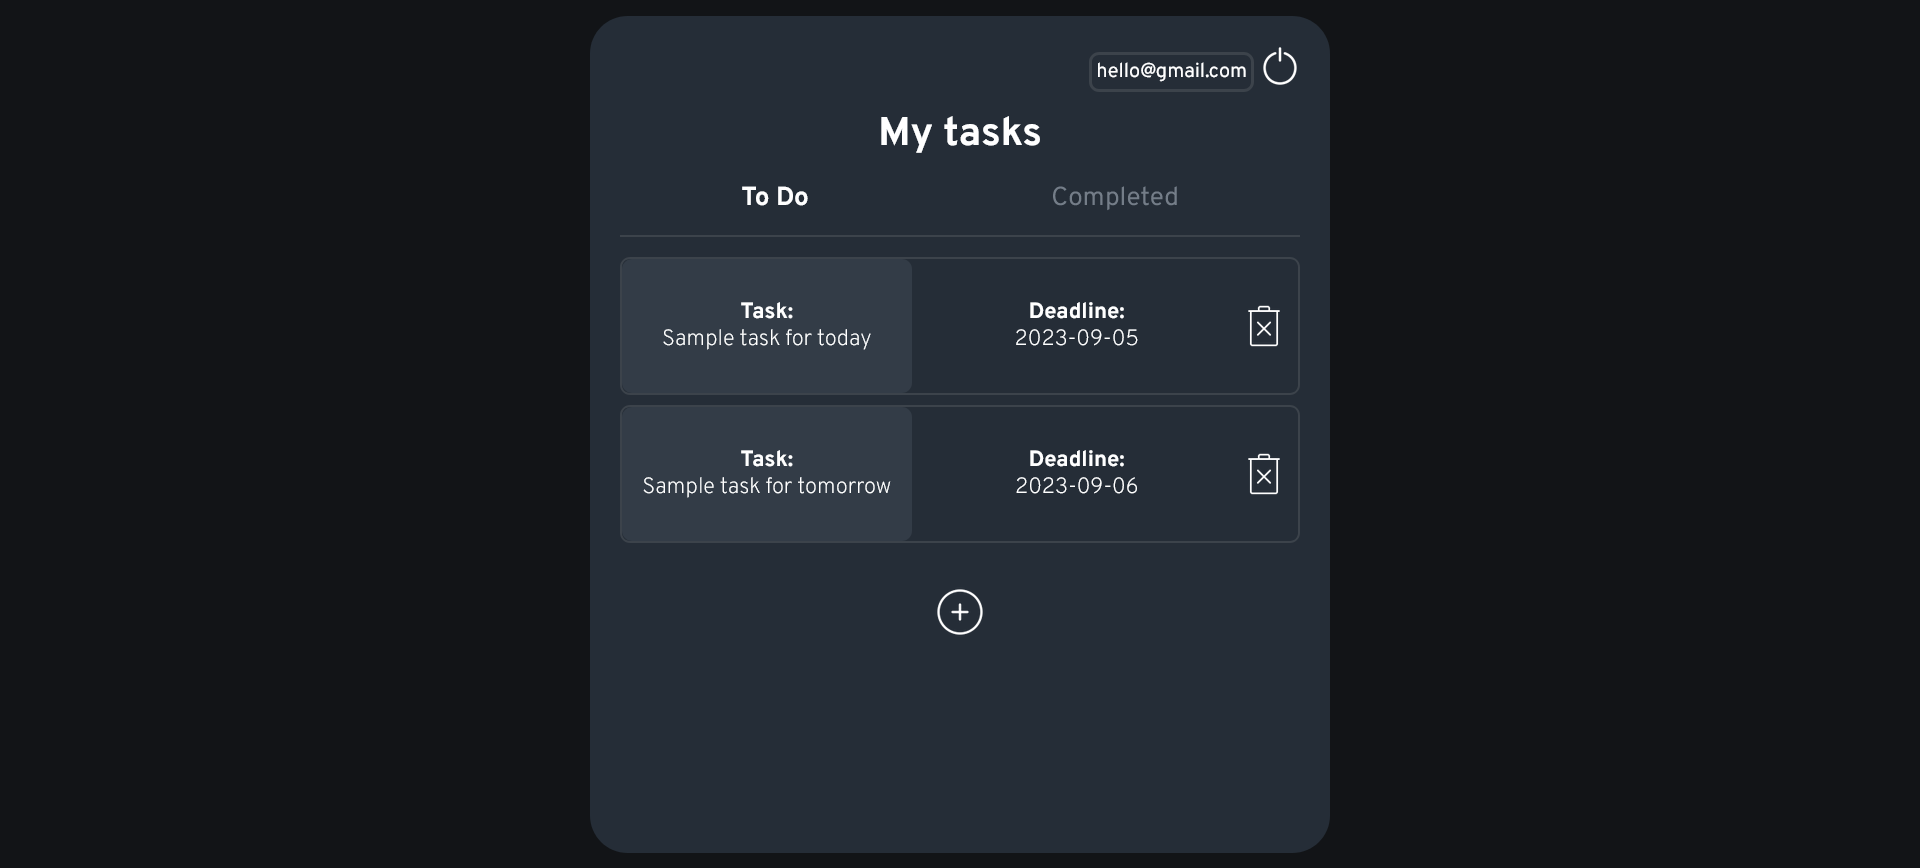 hello@gmail.com
My tasks
To Do
Completed
Task:
Sample task for today
Deadline:
2023-09-05
Task:
Sample task for tomorrow
Deadline:
2023-09-06